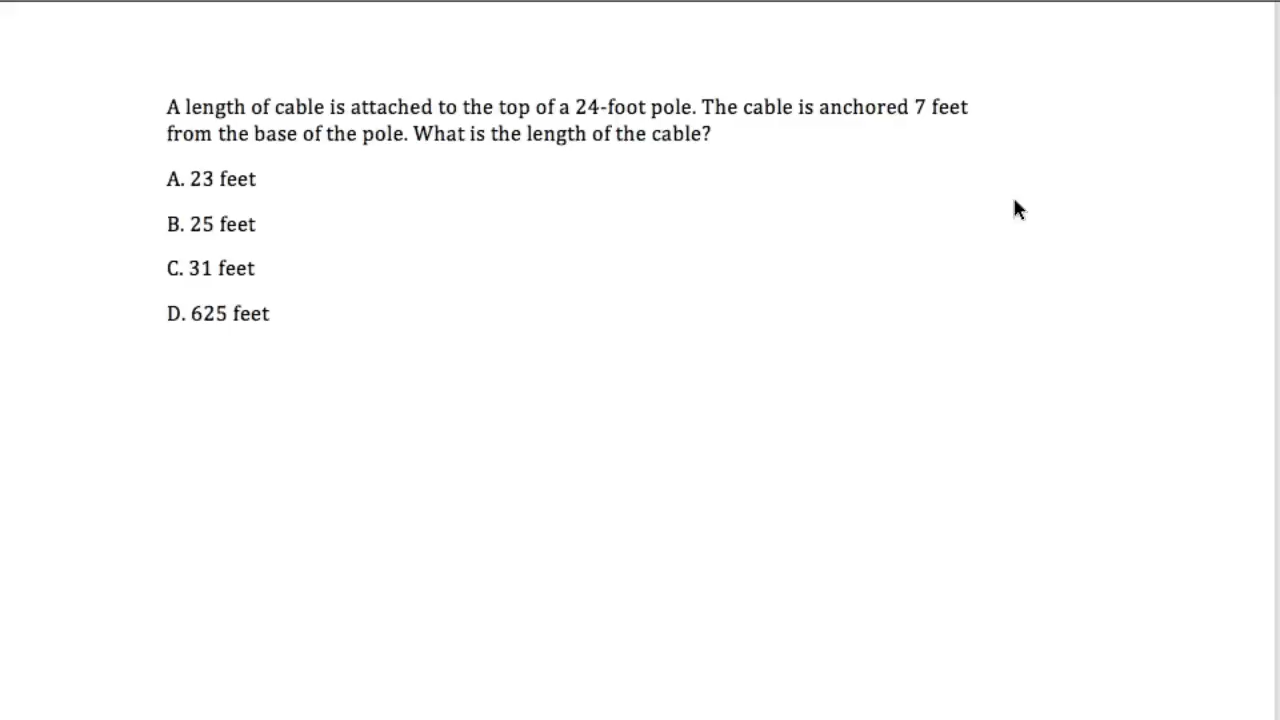 A length of cable is attached to the top of a 24-foot pole. The cable is anchored 7 feet
from the base of the pole. What is the length of the cable?
A. 23 feet
B. 25 feet
C. 31 feet
D. 625 feet